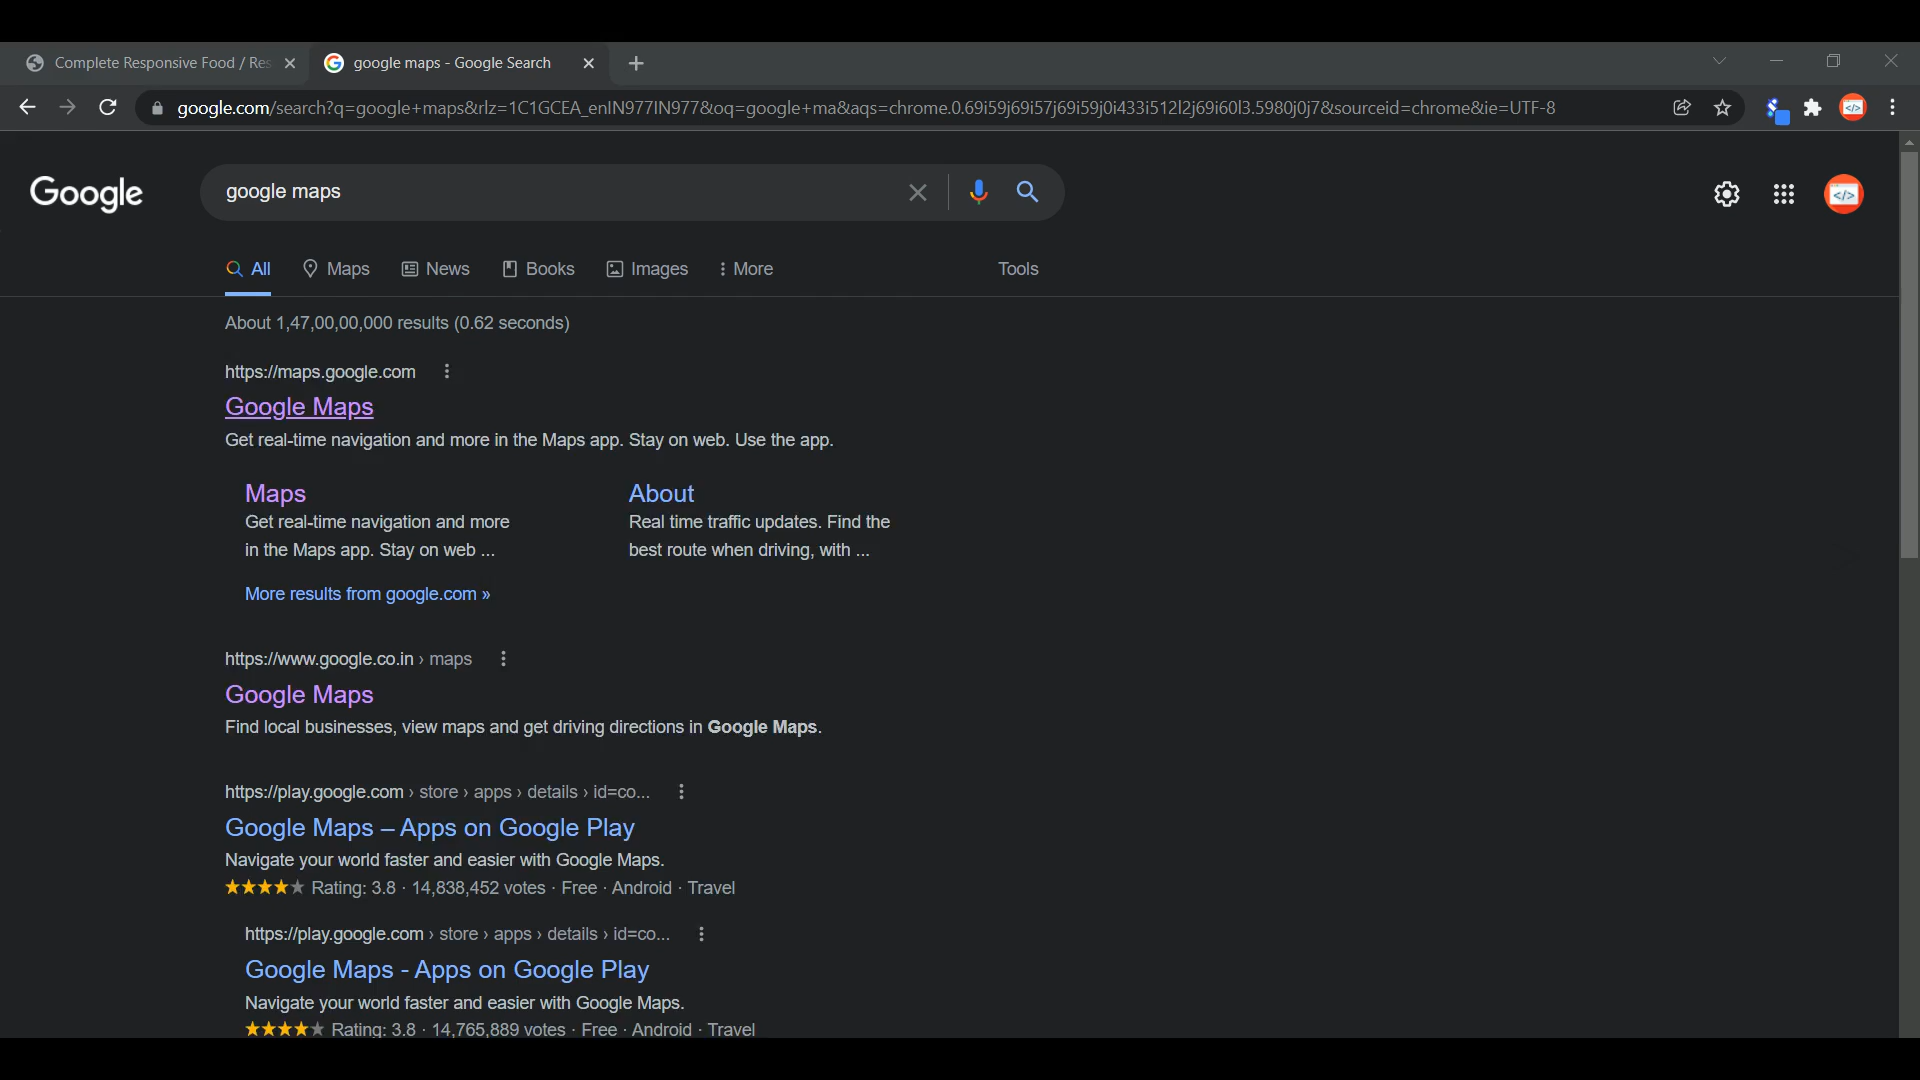 Complete Responsive Food / Res
google maps - Google Search
google.com/search?q=google+maps&rlz=1C1GCEA_enIN977IN977&oq=google+ma&aqs=chrome.0.69i59j69i57j69i59j0i433i512l2j69i60l3.5980j0j7&sourceid=chrome&ie=UTF-8
Google
google maps
All Maps News Books Images More Tools
About 1,47,00,00,000 results (0.62 seconds)
https://maps.google.com
Google Maps
Get real-time navigation and more in the Maps app. Stay on web. Use the app.
Maps
Get real-time navigation and more
in the Maps app. Stay on web ...
About
Real time traffic updates. Find the
best route when driving, with ...
More results from google.com »
https://www.google.co.in › maps
Google Maps
Find local businesses, view maps and get driving directions in Google Maps.
https://play.google.com › store › apps › details › id=co...
Google Maps – Apps on Google Play
Navigate your world faster and easier with Google Maps.
Rating: 3.8 · 14,838,452 votes · Free · Android · Travel
https://play.google.com › store › apps › details › id=co...
Google Maps - Apps on Google Play
Navigate your world faster and easier with Google Maps.
Rating: 3.8 · 14,765,889 votes · Free · Android · Travel